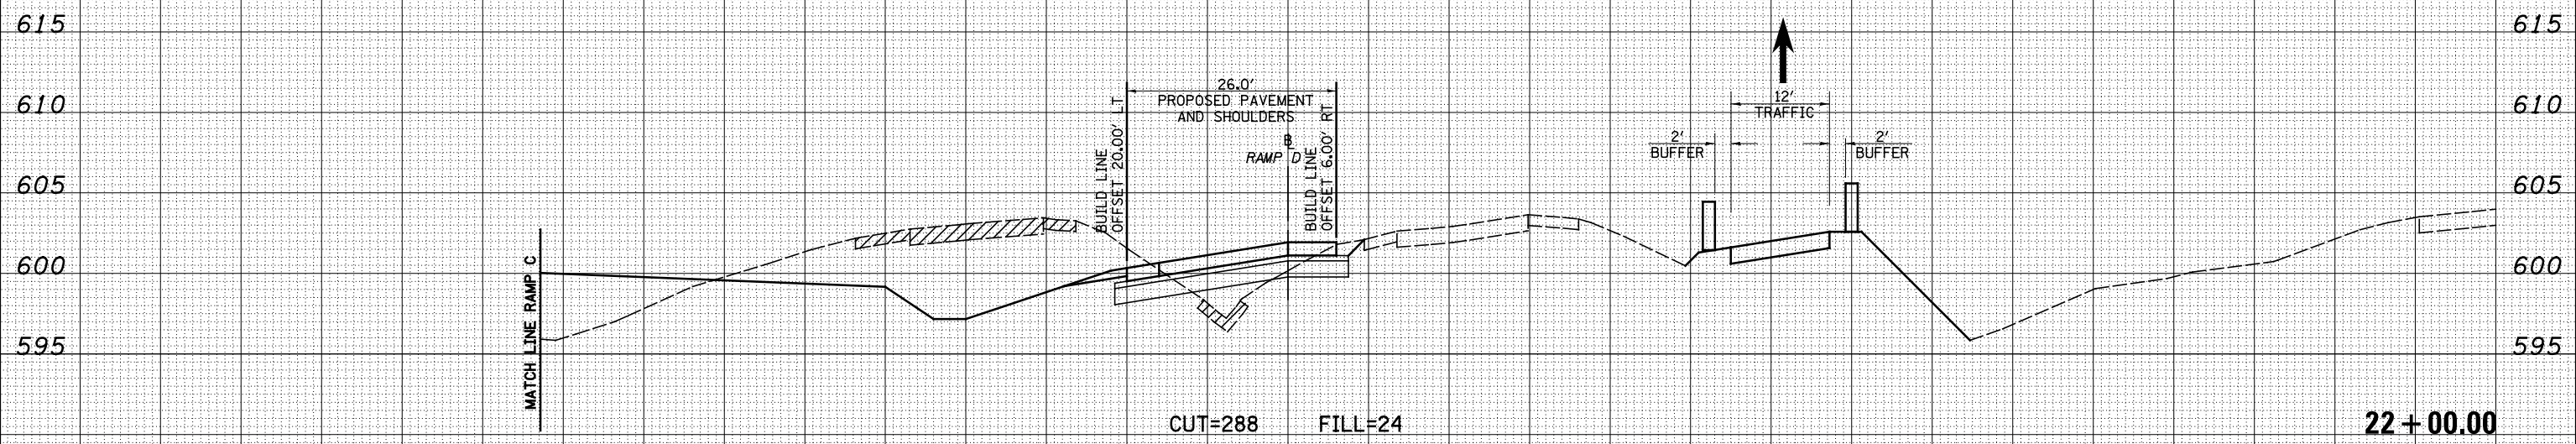 615
615
26.0'
610
610
PROPOSED PAVEMENT
AND SHOULDERS
12'
TRAFFIC
BUILD LINE
OFFSET 20.00' LT
BUILD LINE
OFFSET 6.00' RT
RAMP D
2'
BUFFER
2'
BUFFER
605
605
600
600
MATCH LINE RAMP C
595
595
CUT=288
FILL=24
22+00.00